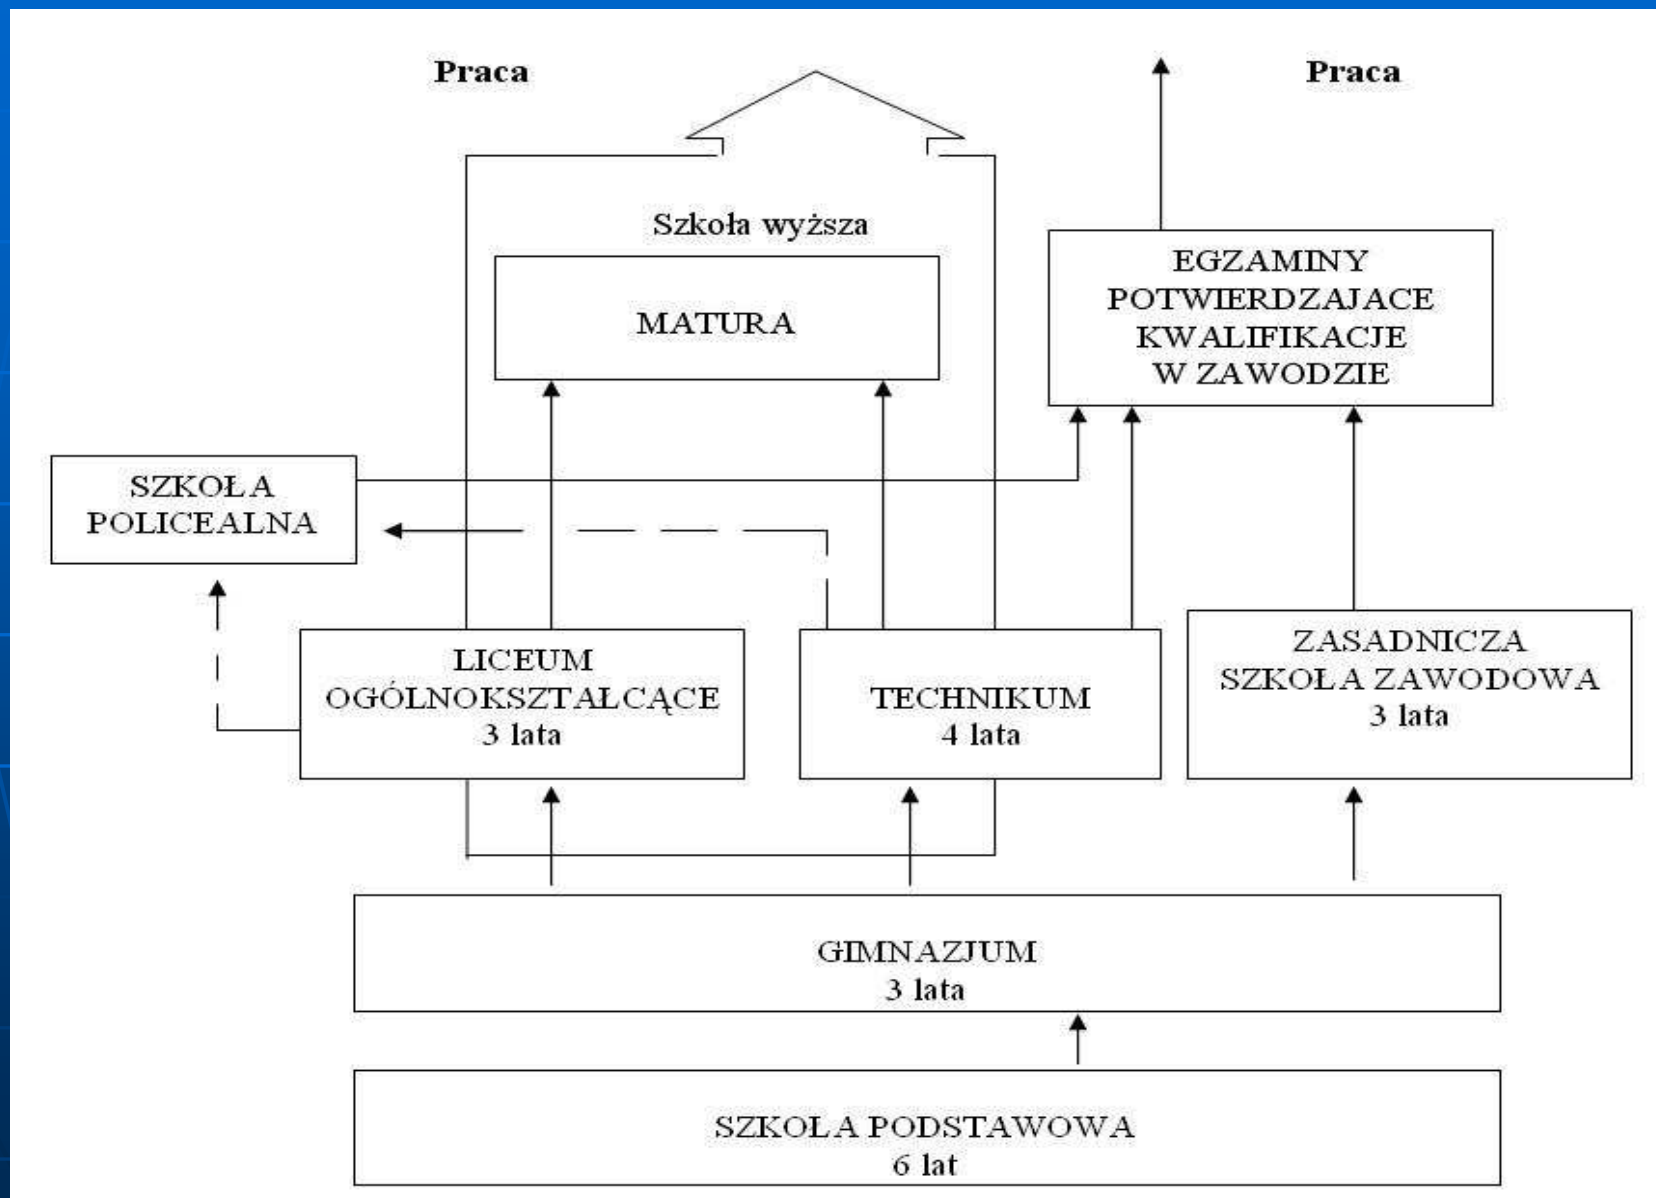 Praca
Praca
Szkoła wyższa
MATURA
EGZAMINY
POTWIERDZAJACE
KWALIFIKACJE
W ZAWODZIE
SZKOŁA
POLICEALNA
LICEUM
OGÓLNOKSZTAŁCĄCE
3 lata
TECHNIKUM
4 lata
ZASADNICZA
SZKOŁA ZAWODOWA
3 lata
GIMNAZJUM
3 lata
SZKOŁA PODSTAWOWA
6 lat